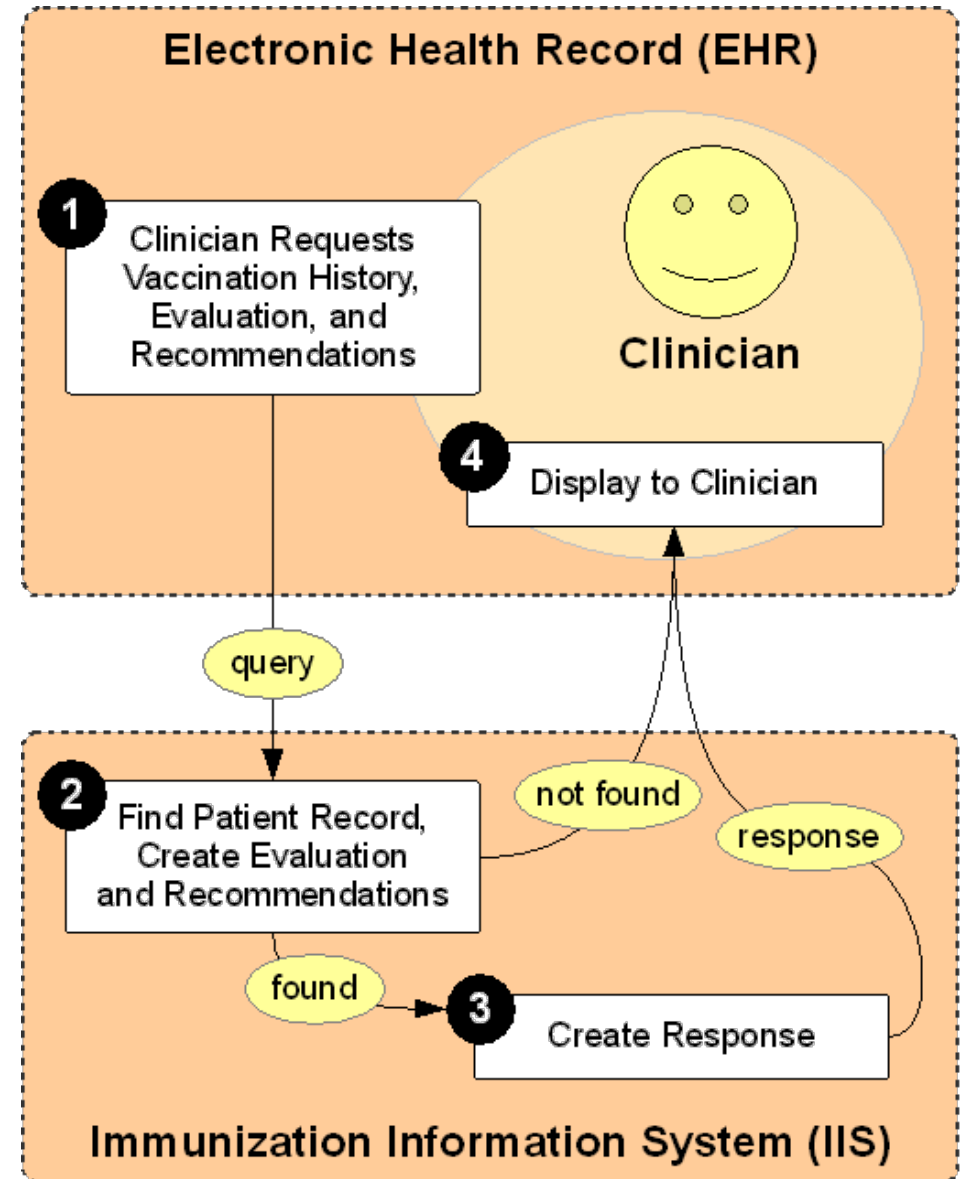 Electronic Health Record (EHR)
1
Clinician Requests
Vaccination History,
Evaluation, and
Recommendations
Clinician
4
Display to Clinician
query
2
Find Patient Record,
Create Evaluation
and Recommendations
not found
response
found
3
Create Response
Immunization Information System (IIS)